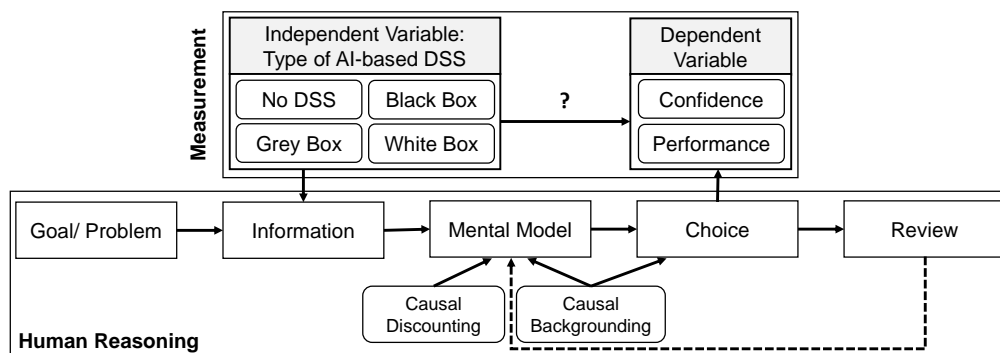 Measurement
Independent Variable:
Type of AI-based DSS
No DSS
Black Box
Grey Box
White Box
?
Dependent
Variable
Confidence
Performance
Goal/ Problem
Information
Mental Model
Choice
Review
Causal
Discounting
Causal
Backgrounding
Human Reasoning